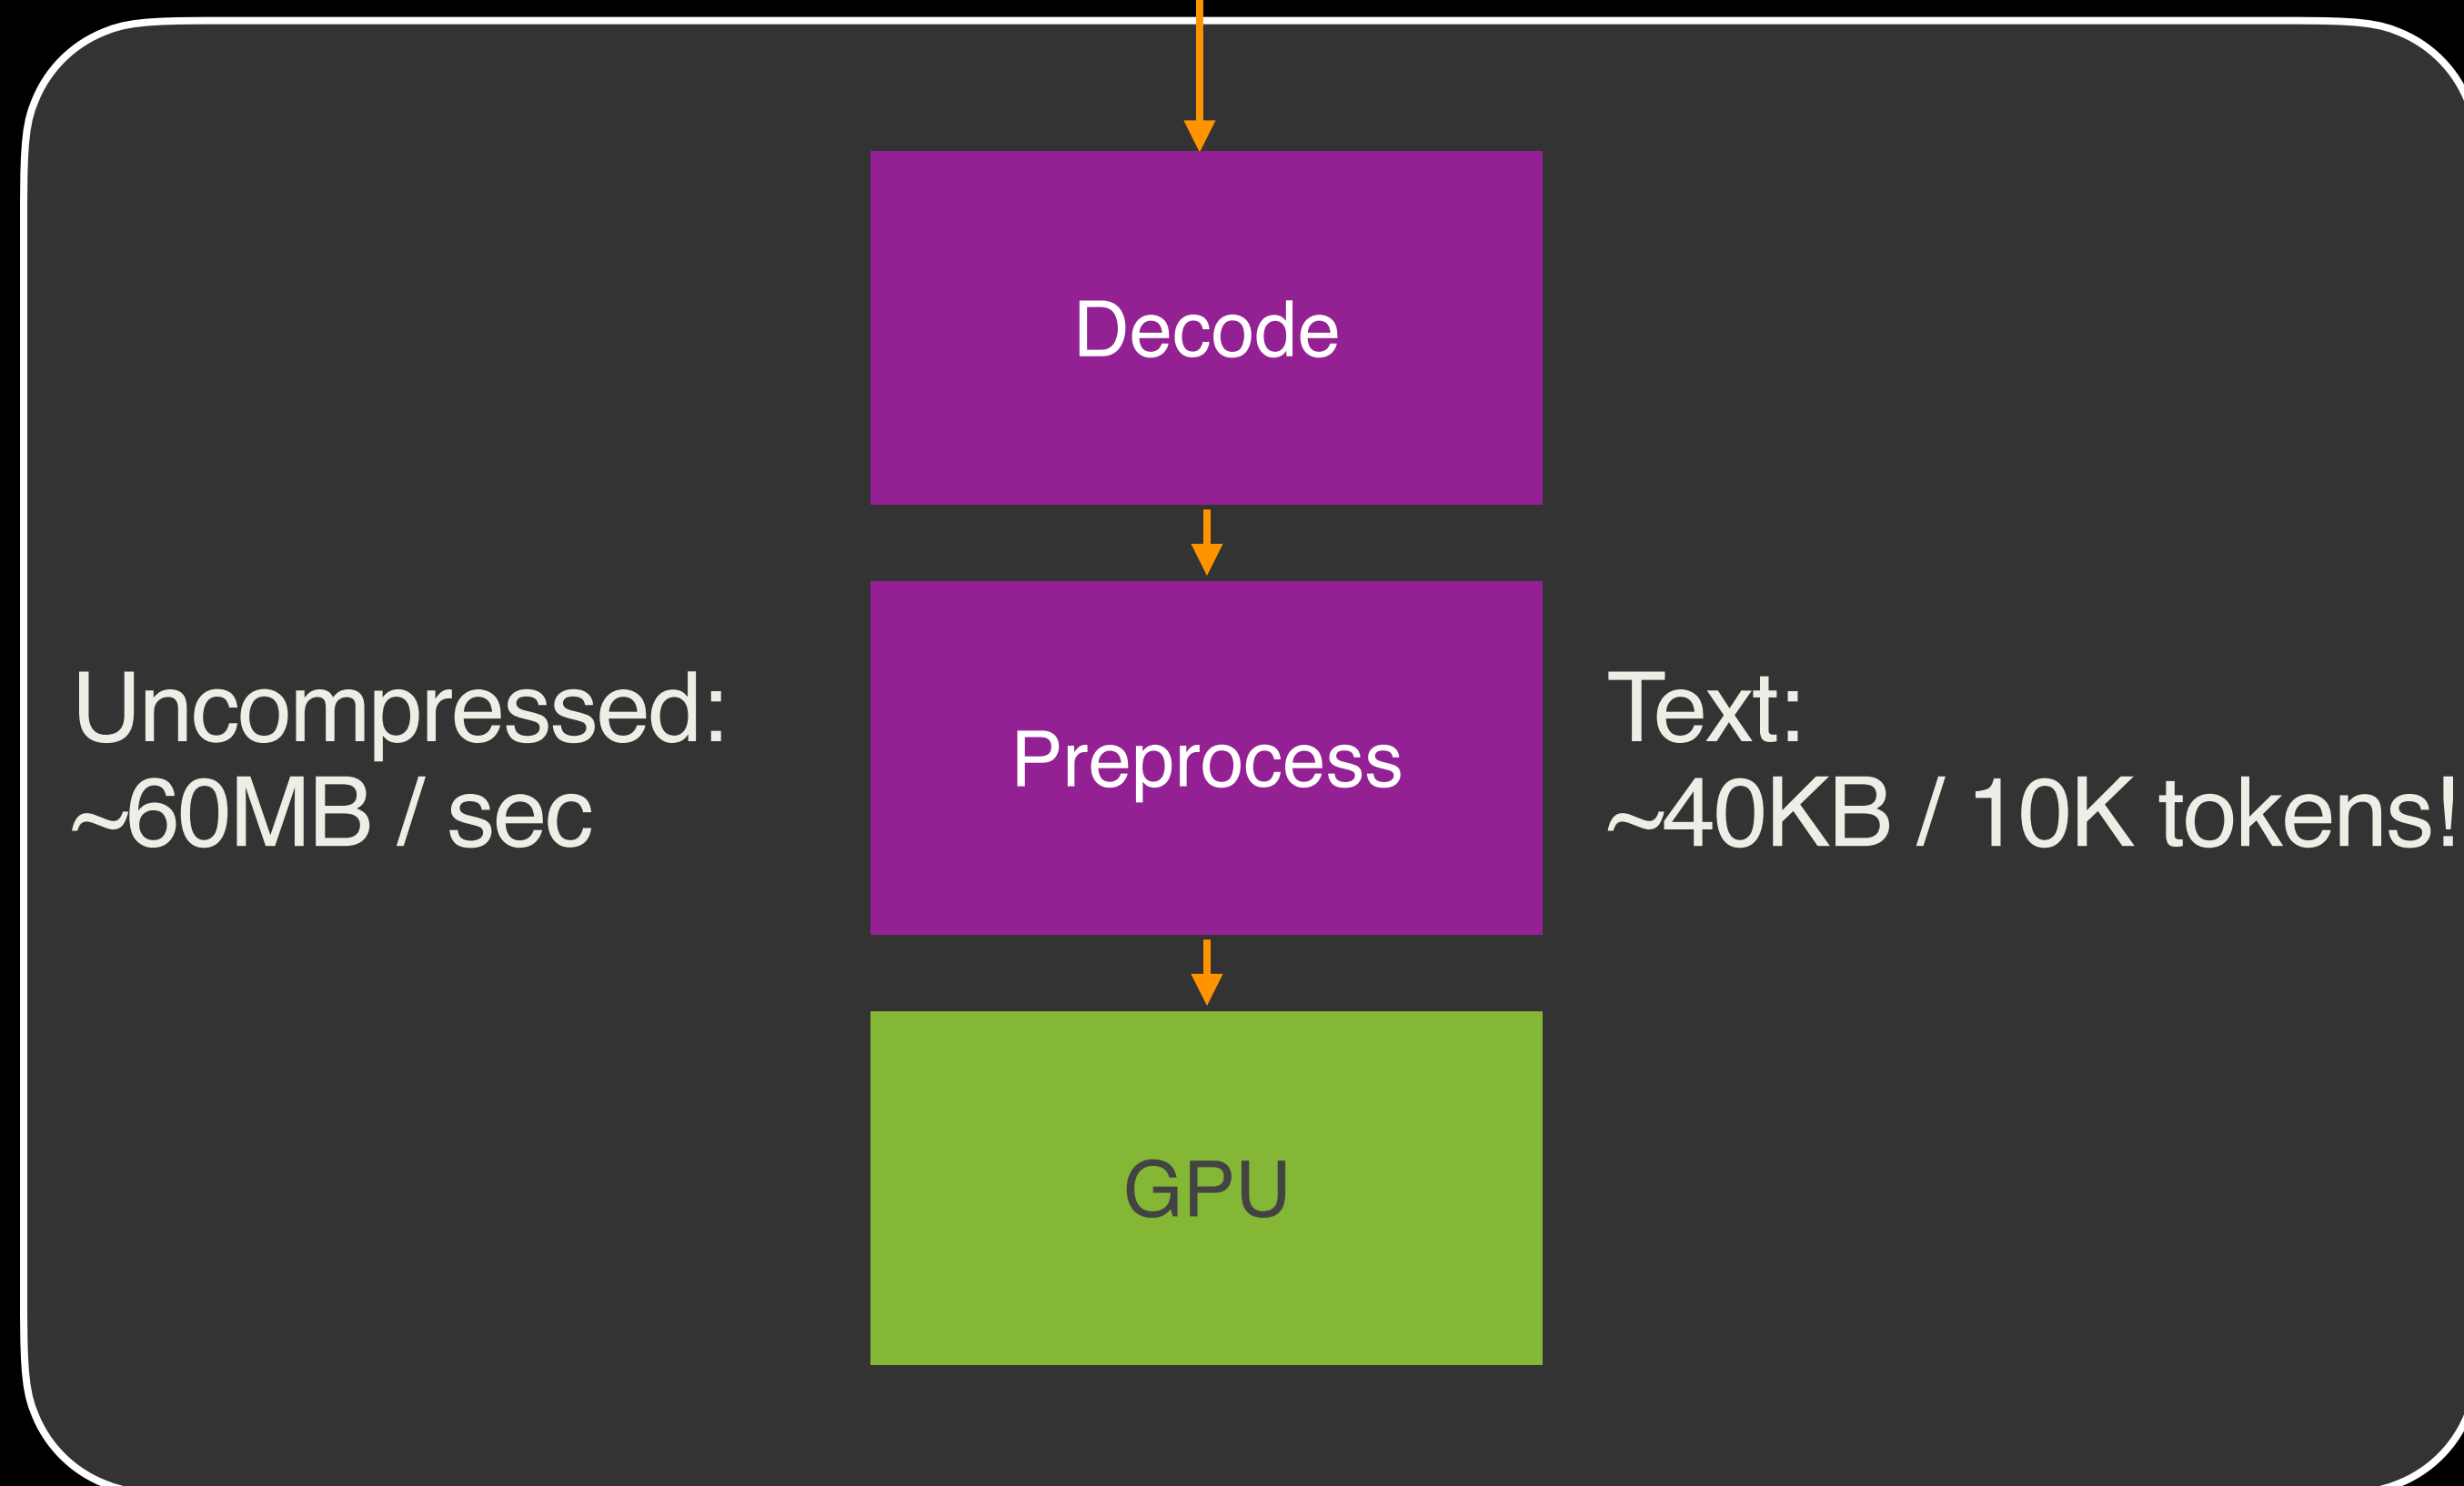 Decode
Uncompressed:
~60MB / sec
Preprocess
Text:
~40KB / 10K tokens!
GPU